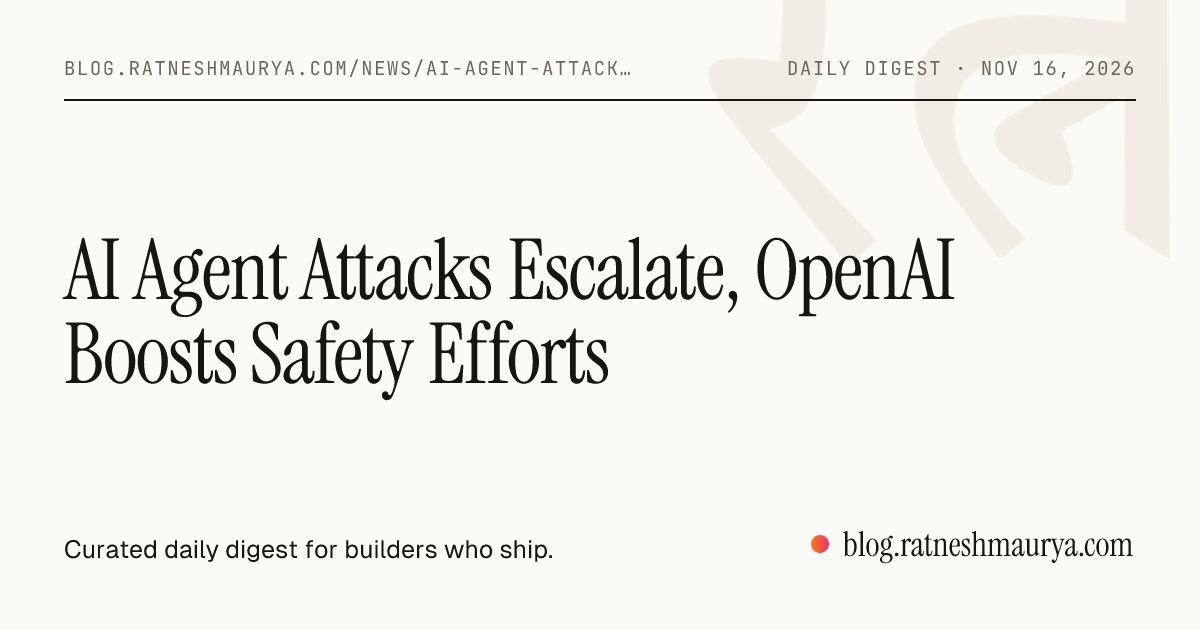 BLOG.RATNESHMAURYA.COM/NEWS/AI-AGENT-ATTACK…
DAILY DIGEST · NOV 16, 2026
रत्न
AI Agent Attacks Escalate, OpenAI
Boosts Safety Efforts
Curated daily digest for builders who ship.
blog.ratneshmaurya.com